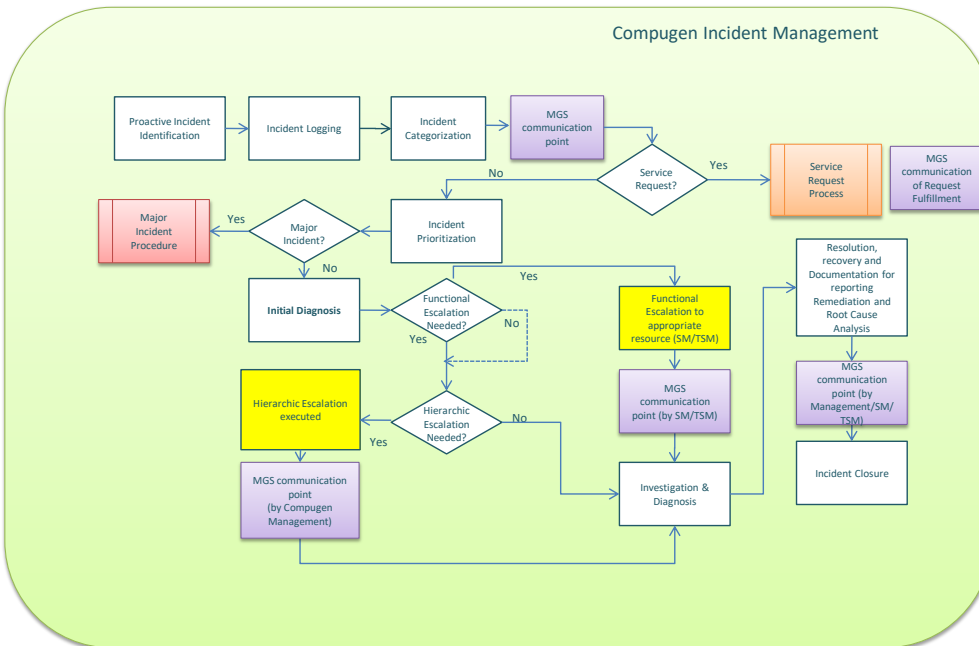 Compugen Incident Management
Proactive Incident
Identification
Incident Logging
Incident
Categorization
MGS
communication
point
Service
Request?
Yes
No
Service
Request
Process
MGS
communication
of Request
Fulfillment
Major
Incident
Procedure
Yes
Major
Incident?
No
Incident
Prioritization
Initial Diagnosis
Functional
Escalation
Needed?
Yes
No
Yes
Functional
Escalation to
appropriate
resource (SM/TSM)
Resolution,
recovery and
Documentation for
reporting
Remediation and
Root Cause
Analysis
Hierarchic Escalation
executed
Yes
Hierarchic
Escalation
Needed?
No
MGS
communication
point (by SM/TSM)
MGS
communication
point (by
Management/SM/
TSM)
MGS communication
point
(by Compugen
Management)
Investigation &
Diagnosis
Incident Closure